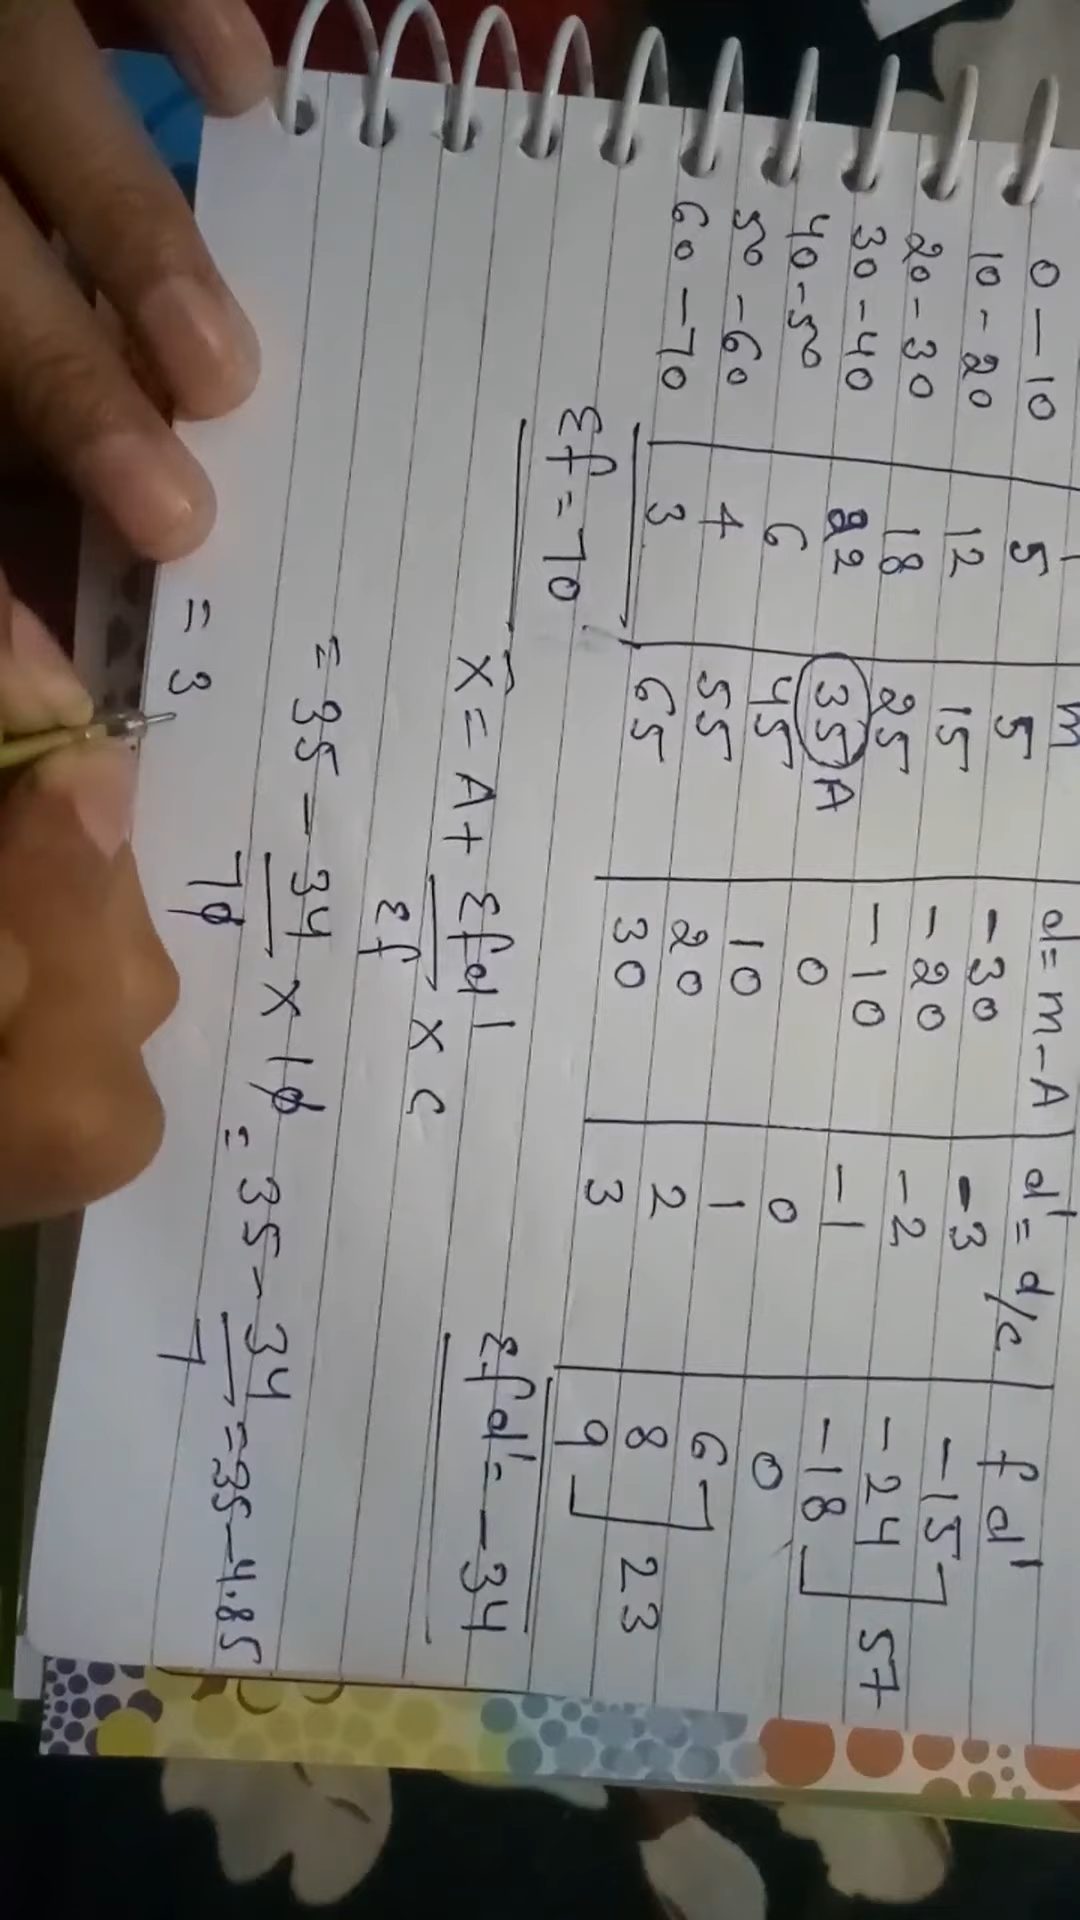 m d=m-A d'=d/c fd'
0-10 5 5 -30 -3 -15
10-20 12 15 -20 -2 -24 57
20-30 18 25 -10 -1 -18
30-40 22 35 A 0 0 0
40-50 6 45 10 1 6
50-60 4 55 20 2 8 23
60-70 3 65 30 3 9
Σf=70 Σfd'=-34
X̄=A+Σfd'/Σf×C
=35-34/70×10=35-34/7=35-4.85
=3